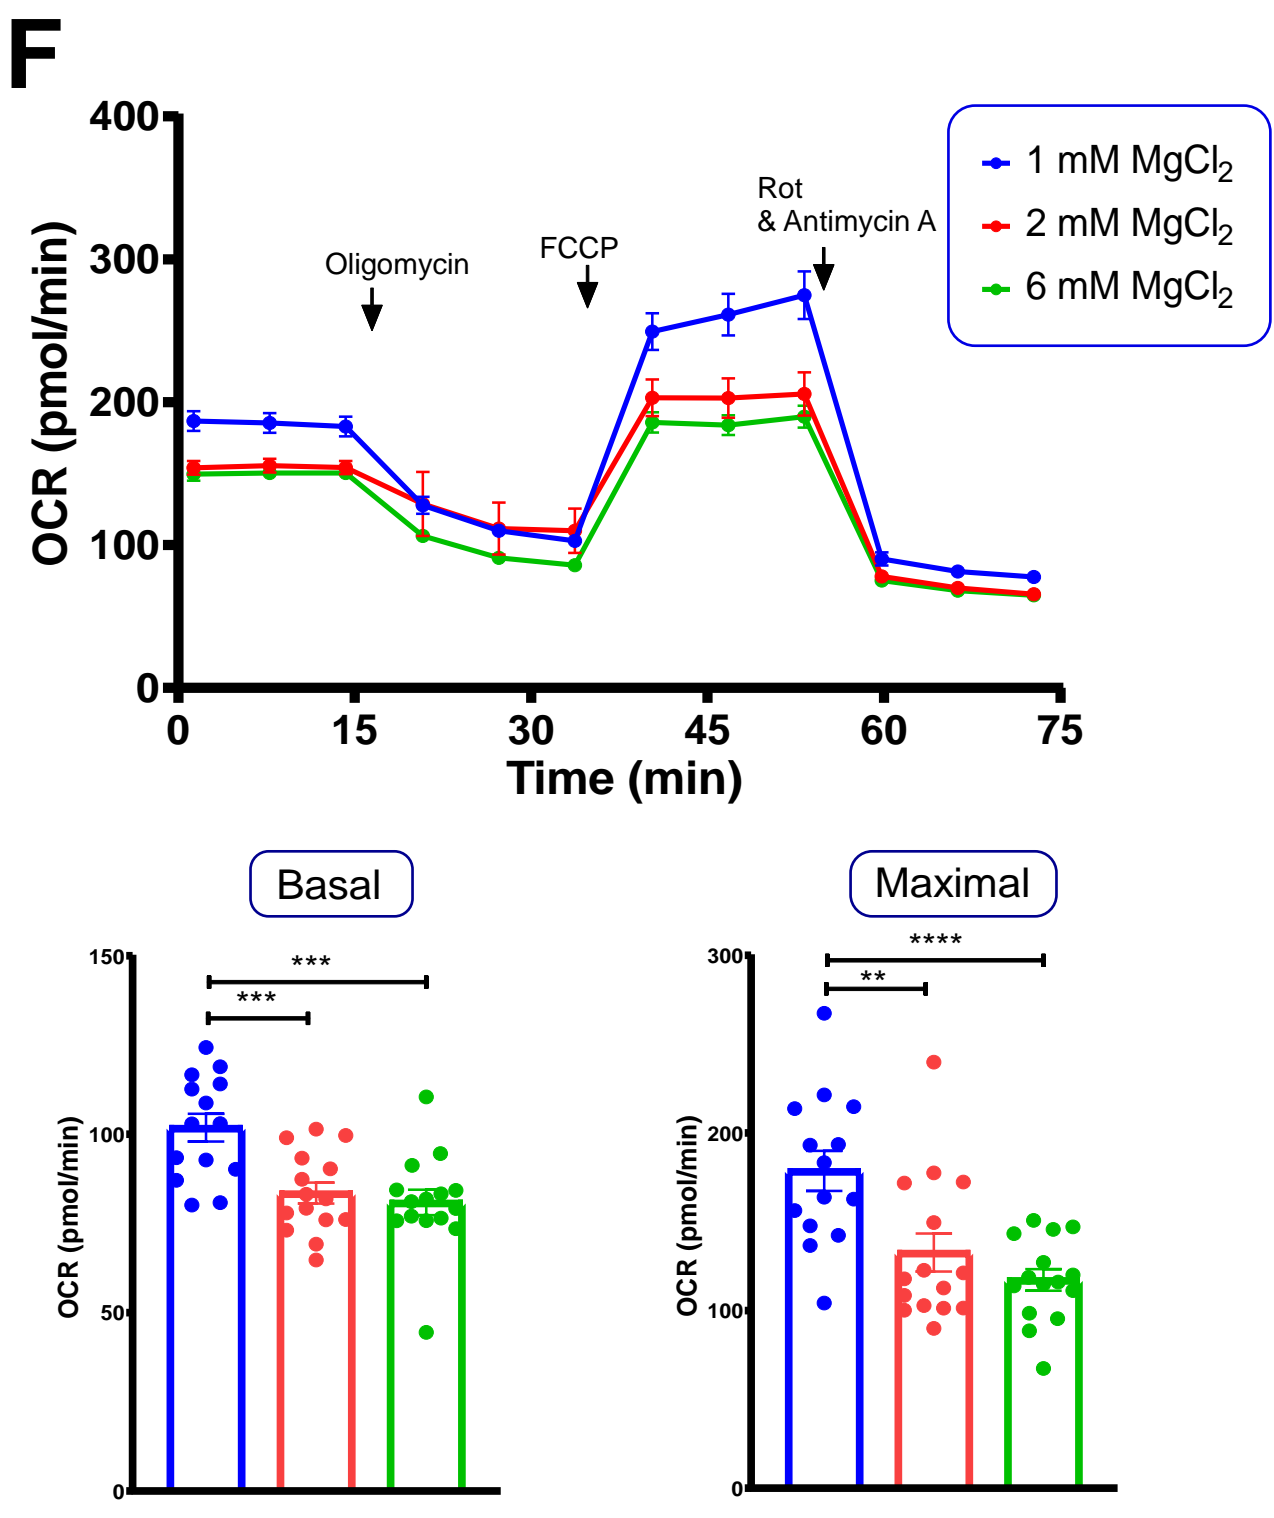 F
400
300
200
100
0
OCR (pmol/min)
Oligomycin
FCCP
Rot
& Antimycin A
1 mM MgCl₂
2 mM MgCl₂
6 mM MgCl₂
0 15 30 45 60 75
Time (min)
Basal
150
100
50
0
OCR (pmol/min)
***
***
Maximal
300
200
100
0
OCR (pmol/min)
****
**